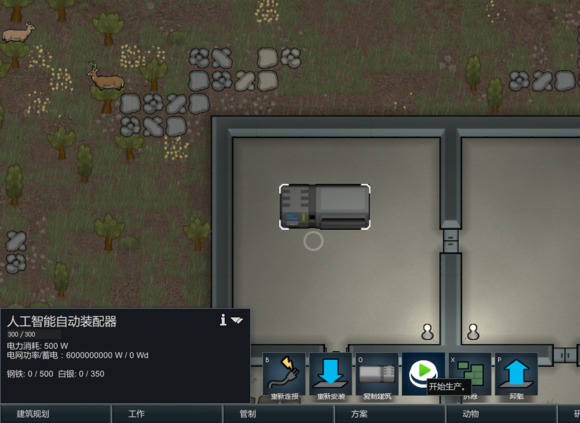 人工智能自动装配器
300 / 300
电力消耗: 500 W
电网功率/蓄电：6000000000 W / 0 Wd
钢铁: 0 / 500  白银: 0 / 350
B
O
X
P
重新连接
重新安装
复制建筑
开始生产。
拆除
卸载
建筑规划
工作
管制
方案
动物
研